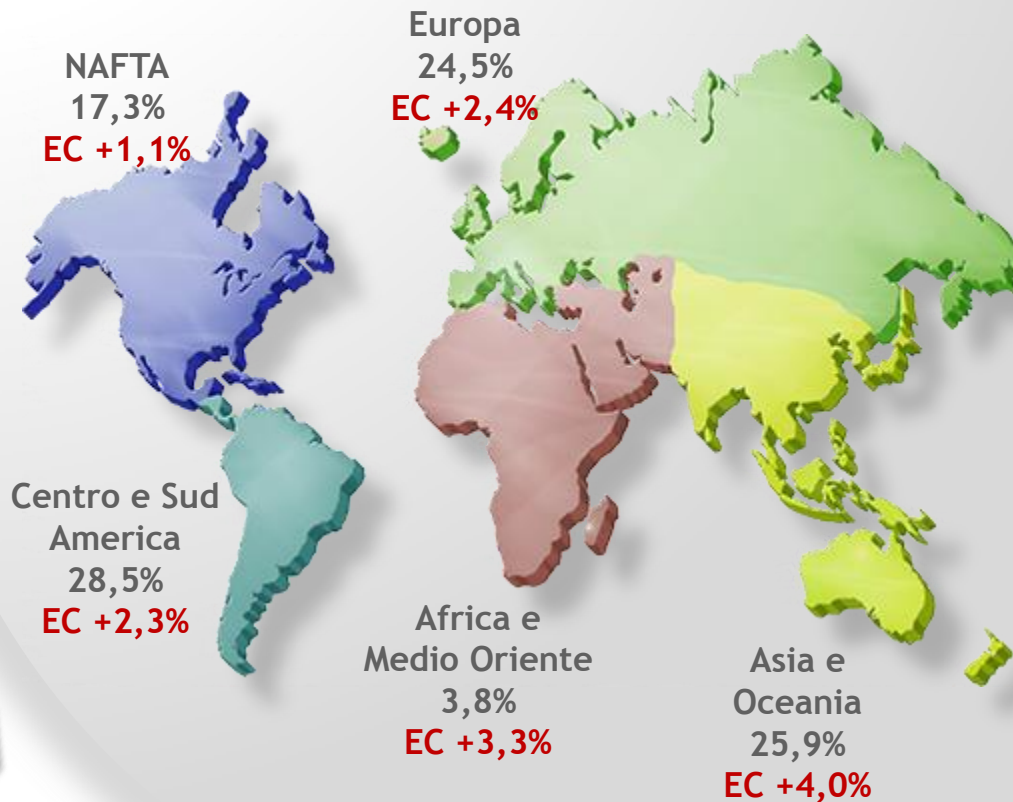 NAFTA
17,3%
EC +1,1%
Europa
24,5%
EC +2,4%
Centro e Sud
America
28,5%
EC +2,3%
Africa e
Medio Oriente
3,8%
EC +3,3%
Asia e
Oceania
25,9%
EC +4,0%